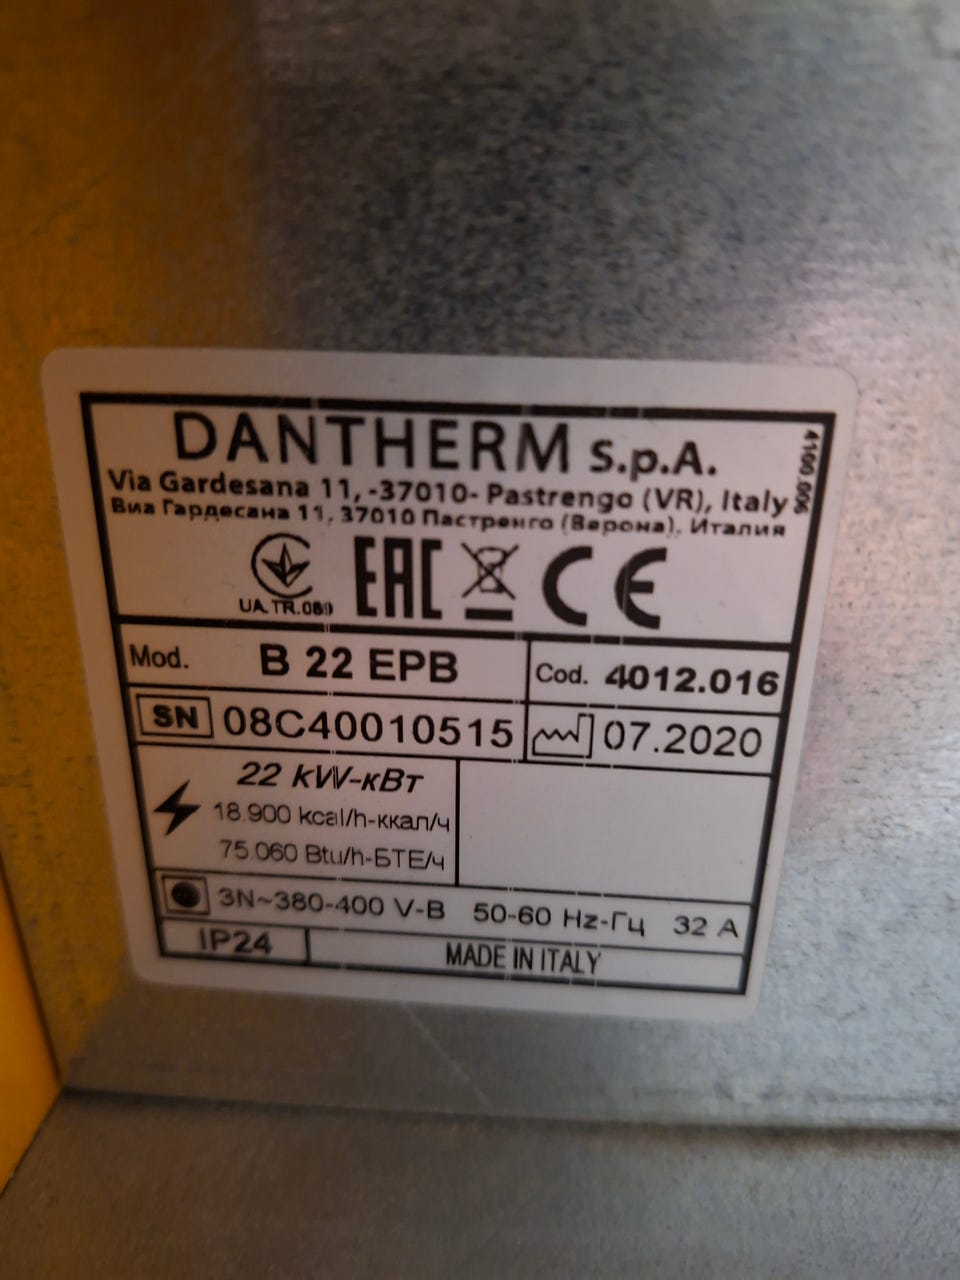 DANTHERM S.p.A.
4100.006
Via Gardesana 11, -37010- Pastrengo (VR), Italy
Виа Гардесана 11, 37010 Пастренго (Верона), Италия
UA.TR.089
EAC CE
Mod. B 22 EPB
Cod. 4012.016
SN 08C40010515
07.2020
22 kW-кВт
18.900 kcal/h-ккал/ч
75.060 Btu/h-БТЕ/ч
3N~380-400 V-B 50-60 Hz-Гц 32 A
IP24
MADE IN ITALY